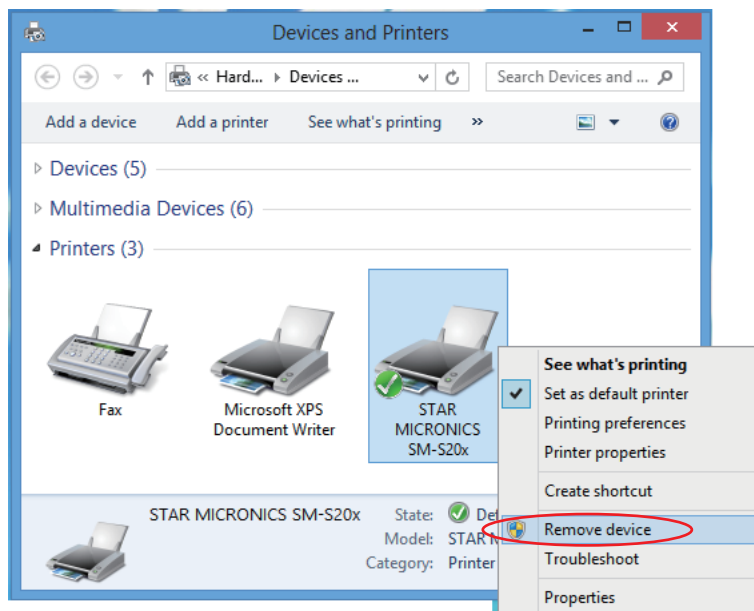 Devices and Printers
« Hard... Devices ...
Search Devices and ...
Add a device Add a printer See what's printing »
Devices (5)
Multimedia Devices (6)
Printers (3)
Fax
Microsoft XPS
Document Writer
STAR
MICRONICS
SM-S20x
See what's printing
Set as default printer
Printing preferences
Printer properties
Create shortcut
Remove device
Troubleshoot
Properties
STAR MICRONICS SM-S20x State:
Model: STAR
Category: Printer